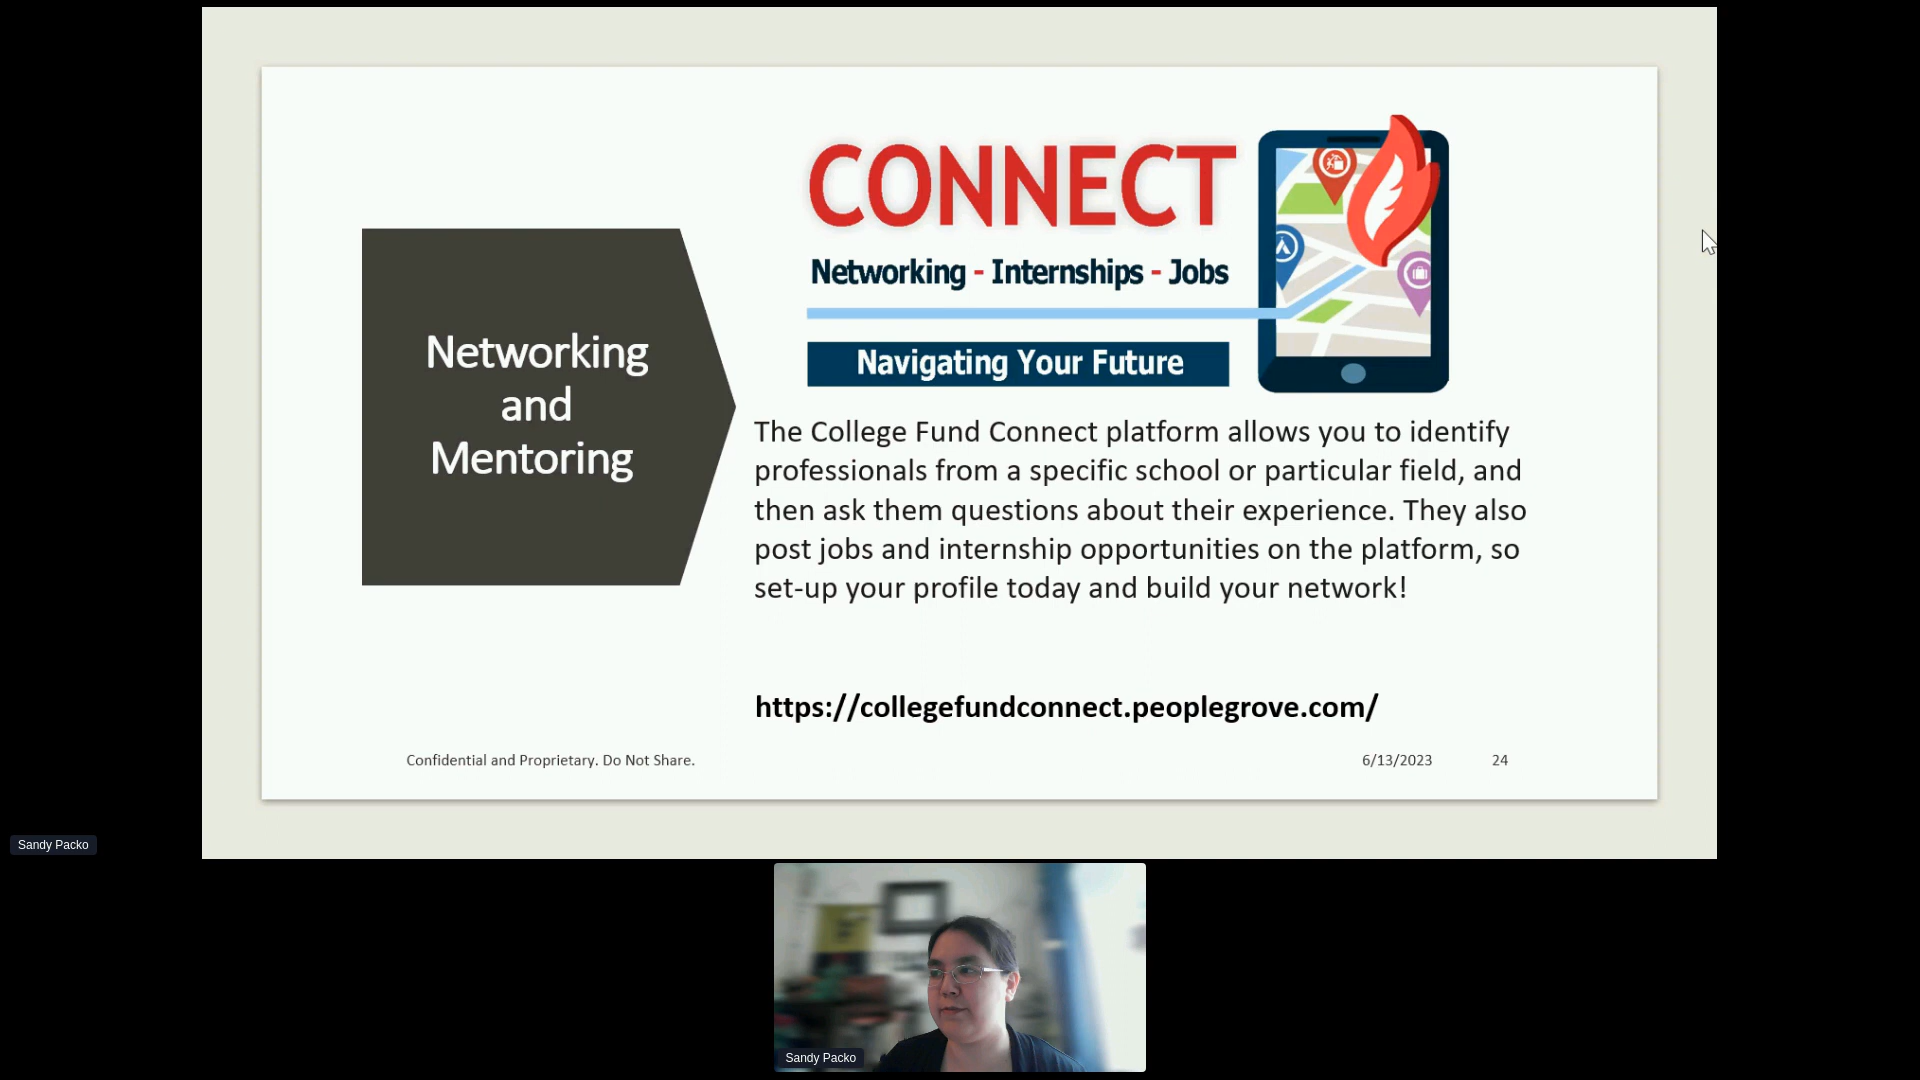 CONNECT
Networking - Internships - Jobs
Navigating Your Future
Networking
and
Mentoring
The College Fund Connect platform allows you to identify
professionals from a specific school or particular field, and
then ask them questions about their experience. They also
post jobs and internship opportunities on the platform, so
set-up your profile today and build your network!
https://collegefundconnect.peoplegrove.com/
Confidential and Proprietary. Do Not Share.
6/13/2023
24
Sandy Packo
Sandy Packo